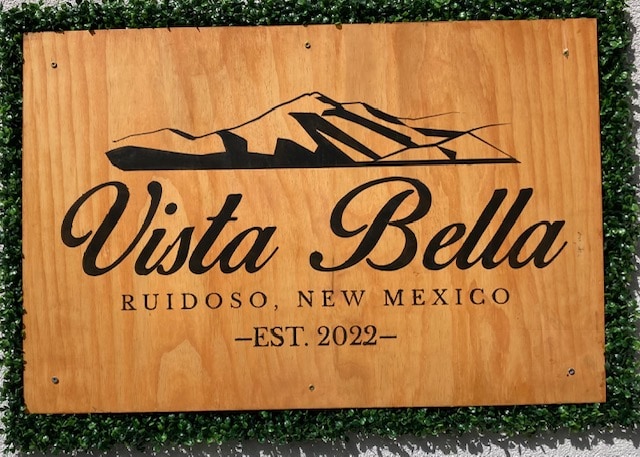 Vista Bella
RUIDOSO, NEW MEXICO
—EST. 2022—